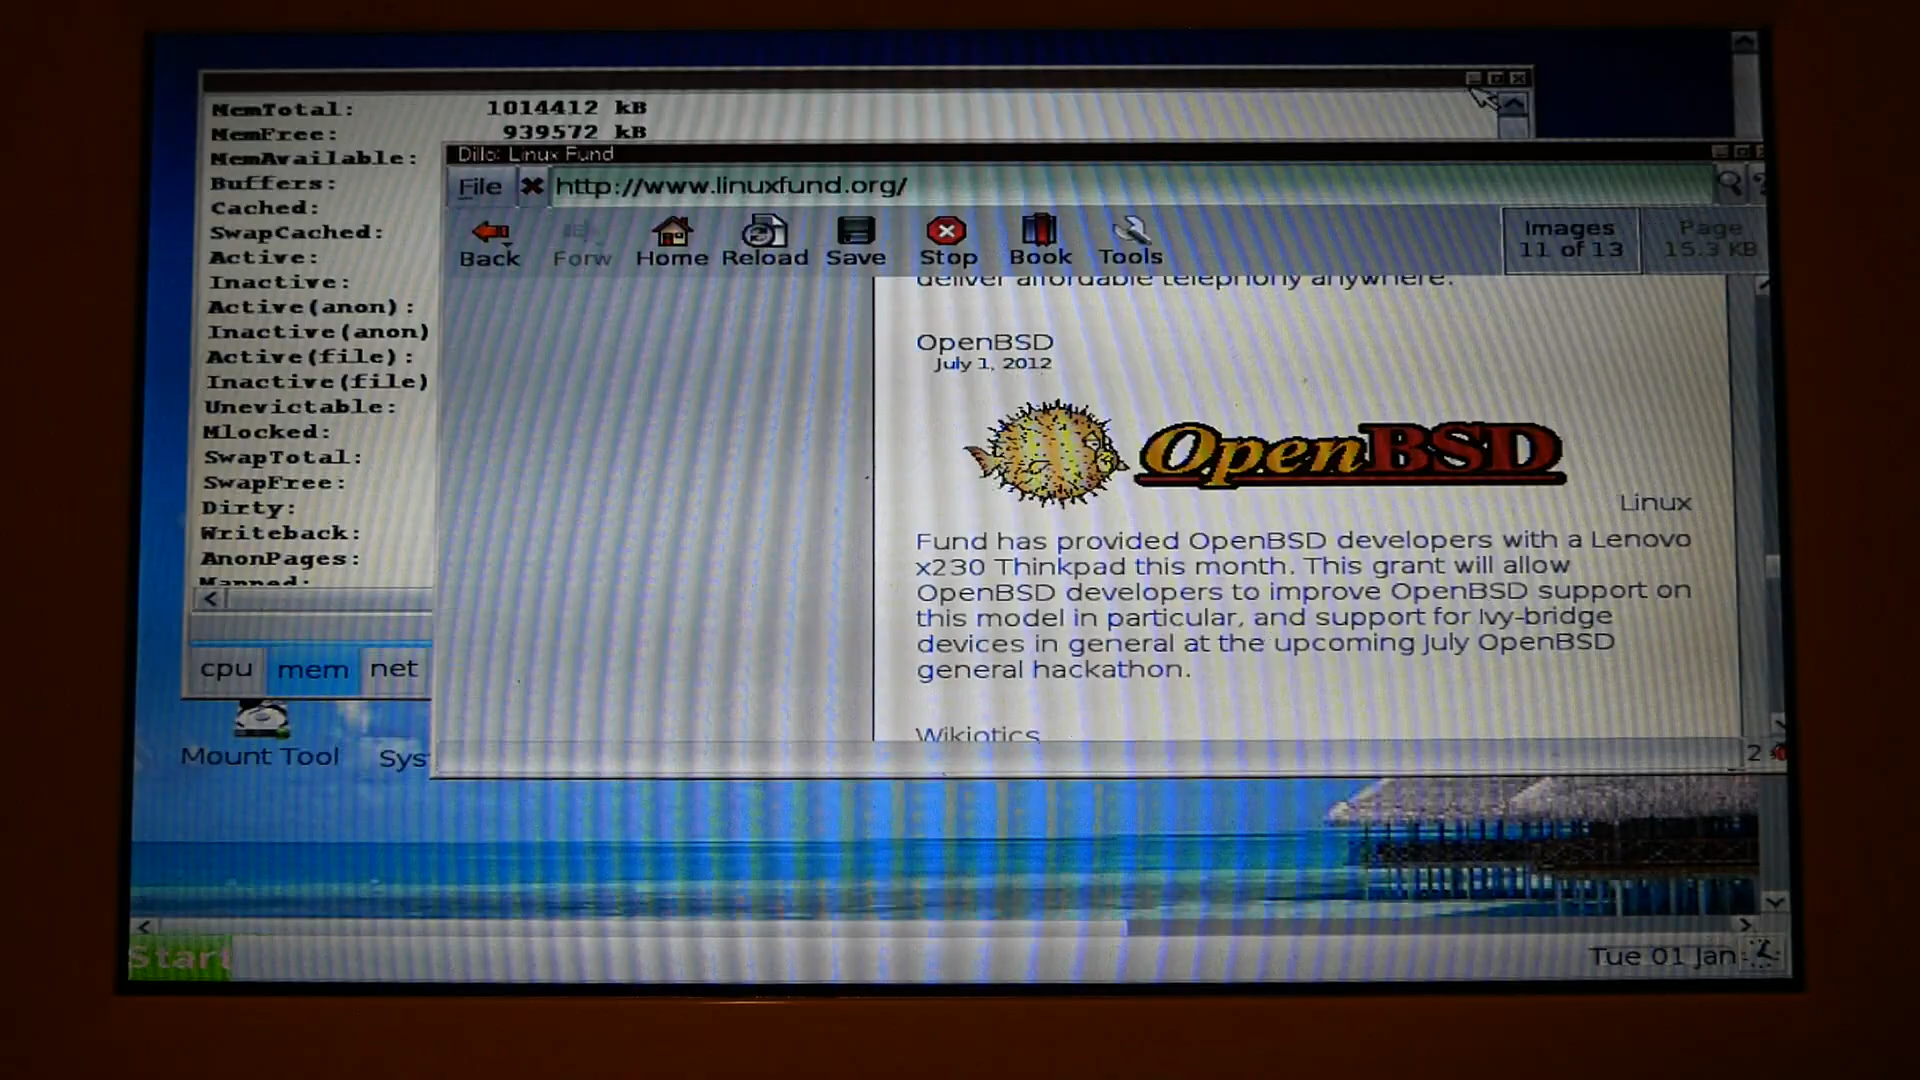 MemTotal: 1014412 kB
MemFree: 939572 kB
MemAvailable:
Buffers:
Cached:
SwapCached:
Active:
Inactive:
Active(anon):
Inactive(anon)
Active(file):
Inactive(file)
Unevictable:
Mlocked:
SwapTotal:
SwapFree:
Dirty:
Writeback:
AnonPages:
Mapped:
cpu mem net
Mount Tool
Sys
Dillo: Linux Fund
File http://www.linuxfund.org/
Back Forw Home Reload Save Stop Book Tools
Images
11 of 13
Page
15.3 KB
deliver affordable telephony anywhere.
OpenBSD
July 1, 2012
OpenBSD
Linux
Fund has provided OpenBSD developers with a Lenovo
x230 Thinkpad this month. This grant will allow
OpenBSD developers to improve OpenBSD support on
this model in particular, and support for Ivy-bridge
devices in general at the upcoming July OpenBSD
general hackathon.
Wikiotics
2
Start
Tue 01 Jan